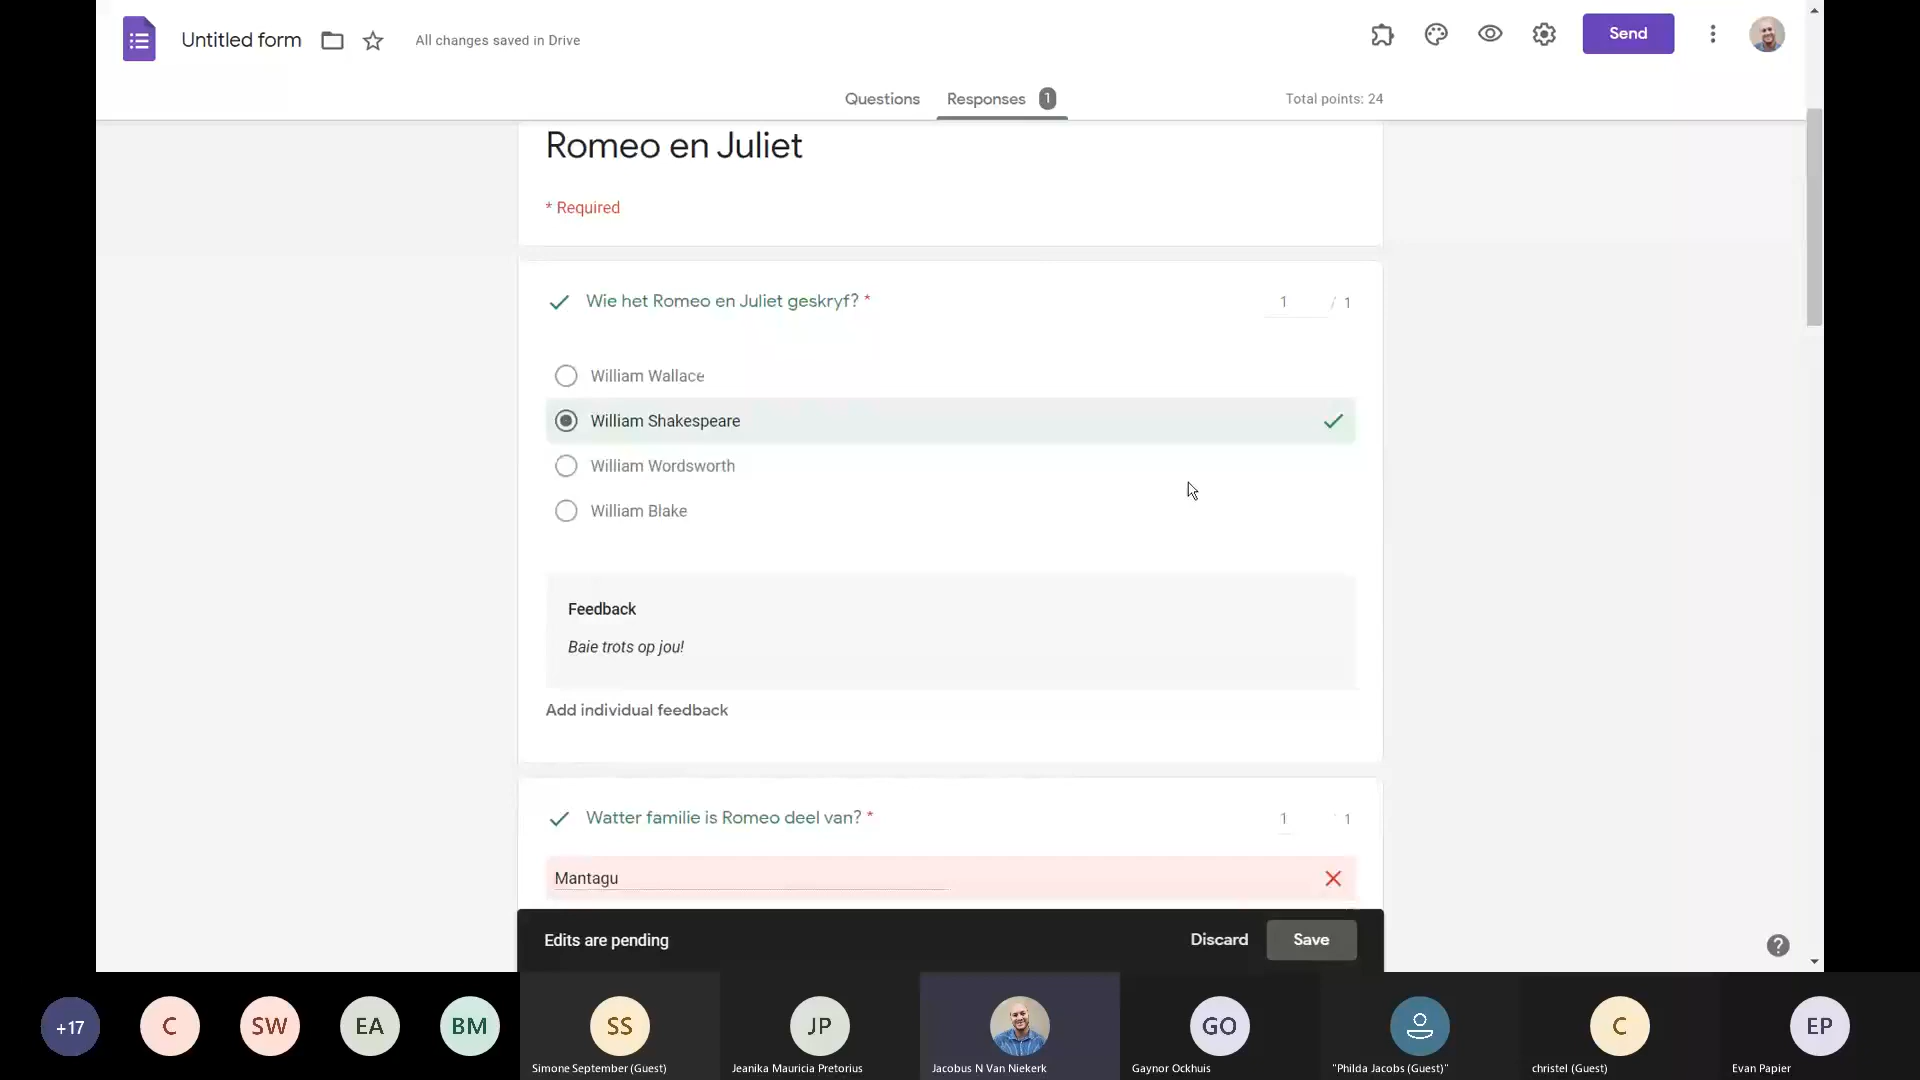 Untitled form
All changes saved in Drive
Send
Questions
Responses 1
Total points: 24
Romeo en Juliet
* Required
Wie het Romeo en Juliet geskryf? *
1 / 1
William Wallace
William Shakespeare
William Wordsworth
William Blake
Feedback
Baie trots op jou!
Add individual feedback
Watter familie is Romeo deel van? *
1 / 1
Mantagu
Edits are pending
Discard
Save
?
+17
C
SW
EA
BM
SS
JP
GO
C
EP
Simone September (Guest)
Jeanika Mauricia Pretorius
Jacobus N Van Niekerk
Gaynor Ockhuis
"Philda Jacobs (Guest)"
christel (Guest)
Evan Papier